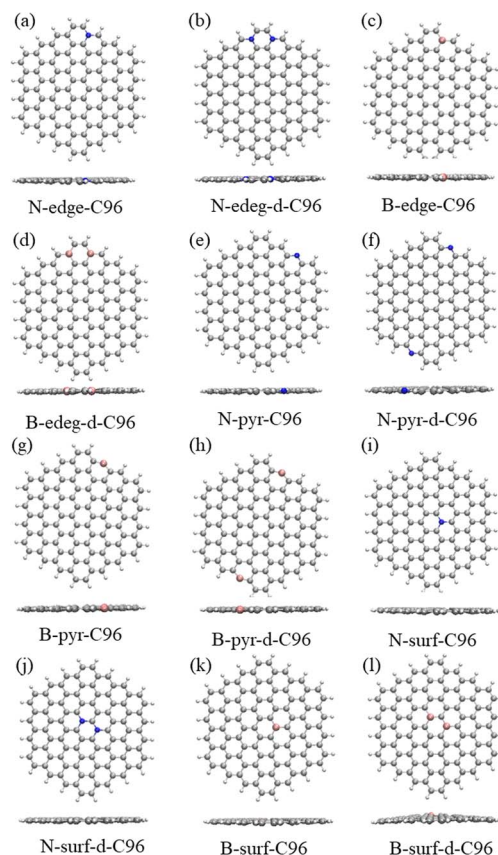 (a) (b) (c)
N-edge-C96 N-edeg-d-C96 B-edge-C96
(d) (e) (f)
B-edeg-d-C96 N-pyr-C96 N-pyr-d-C96
(g) (h) (i)
B-pyr-C96 B-pyr-d-C96 N-surf-C96
(j) (k) (l)
N-surf-d-C96 B-surf-C96 B-surf-d-C96